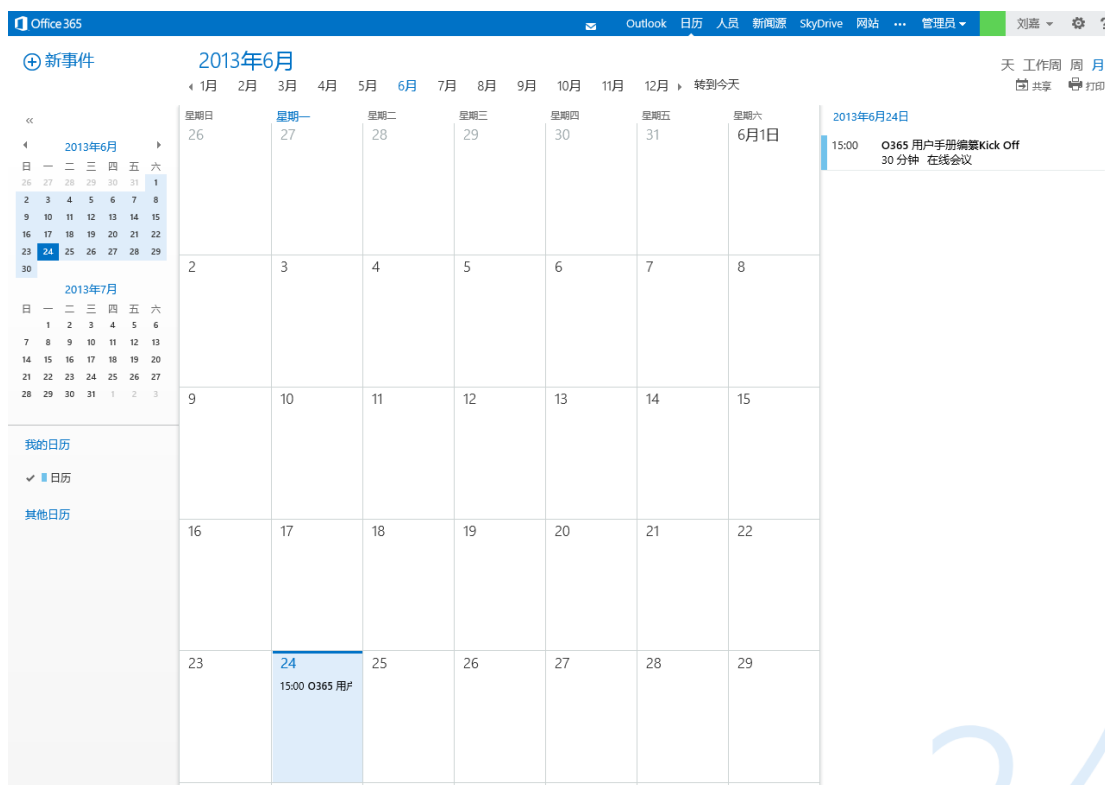 Office 365 Outlook 日历 人员 新闻源 SkyDrive 网站 ••• 管理员 刘嘉 ?
新事件
2013年6月
天 工作周 周 月
1月 2月 3月 4月 5月 6月 7月 8月 9月 10月 11月 12月 转到今天
共享 打印
«
2013年6月
日 一 二 三 四 五 六
26 27 28 29 30 31 1
2 3 4 5 6 7 8
9 10 11 12 13 14 15
16 17 18 19 20 21 22
23 24 25 26 27 28 29
30
2013年7月
日 一 二 三 四 五 六
1 2 3 4 5 6
7 8 9 10 11 12 13
14 15 16 17 18 19 20
21 22 23 24 25 26 27
28 29 30 31 1 2 3
我的日历
日历
其他日历
星期日 星期一 星期二 星期三 星期四 星期五 星期六
26 27 28 29 30 31 6月1日
2 3 4 5 6 7 8
9 10 11 12 13 14 15
16 17 18 19 20 21 22
23 24 25 26 27 28 29
15:00 O365 用户
2013年6月24日
15:00 O365 用户手册编纂Kick Off
30 分钟 在线会议
24